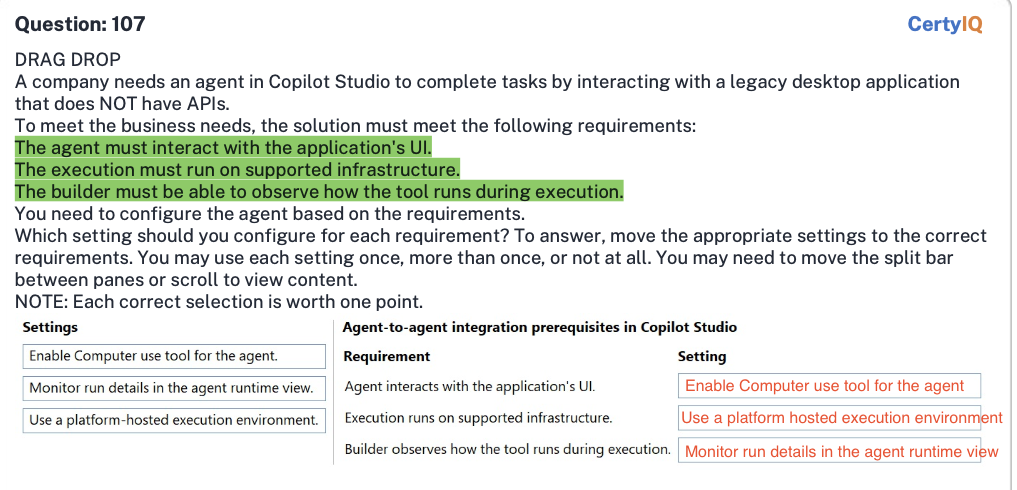 Question: 107
CertyIQ
DRAG DROP
A company needs an agent in Copilot Studio to complete tasks by interacting with a legacy desktop application
that does NOT have APIs.
To meet the business needs, the solution must meet the following requirements:
The agent must interact with the application's UI.
The execution must run on supported infrastructure.
The builder must be able to observe how the tool runs during execution.
You need to configure the agent based on the requirements.
Which setting should you configure for each requirement? To answer, move the appropriate settings to the correct
requirements. You may use each setting once, more than once, or not at all. You may need to move the split bar
between panes or scroll to view content.
NOTE: Each correct selection is worth one point.
Settings
Enable Computer use tool for the agent.
Monitor run details in the agent runtime view.
Use a platform-hosted execution environment.
Agent-to-agent integration prerequisites in Copilot Studio
Requirement
Setting
Agent interacts with the application's UI.
Enable Computer use tool for the agent
Execution runs on supported infrastructure.
Use a platform hosted execution environment
Builder observes how the tool runs during execution.
Monitor run details in the agent runtime view